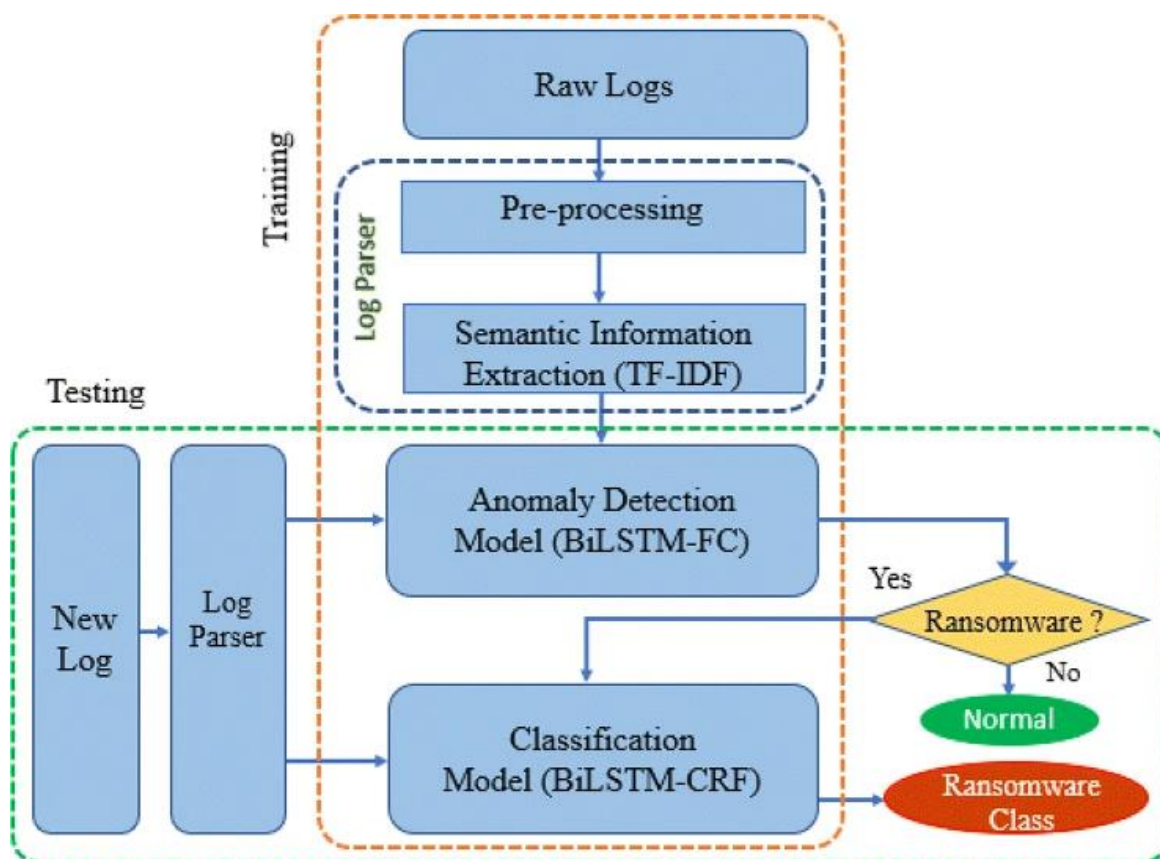 Raw Logs
Training
Pre-processing
Log Parser
Semantic Information
Extraction (TF-IDF)
Testing
New
Log
Log
Parser
Anomaly Detection
Model (BiLSTM-FC)
Yes
Ransomware ?
No
Normal
Classification
Model (BiLSTM-CRF)
Ransomware
Class